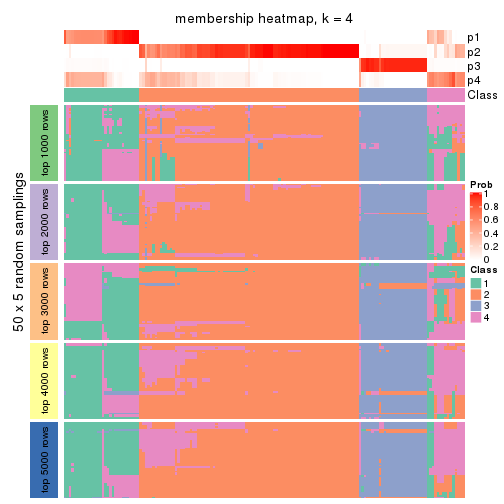 membership heatmap, k = 4
p1
p2
p3
p4
Class
50 x 5 random samplings
top 1000 rows
top 2000 rows
top 3000 rows
top 4000 rows
top 5000 rows
Prob
1
0.8
0.6
0.4
0.2
0
Class
1
2
3
4